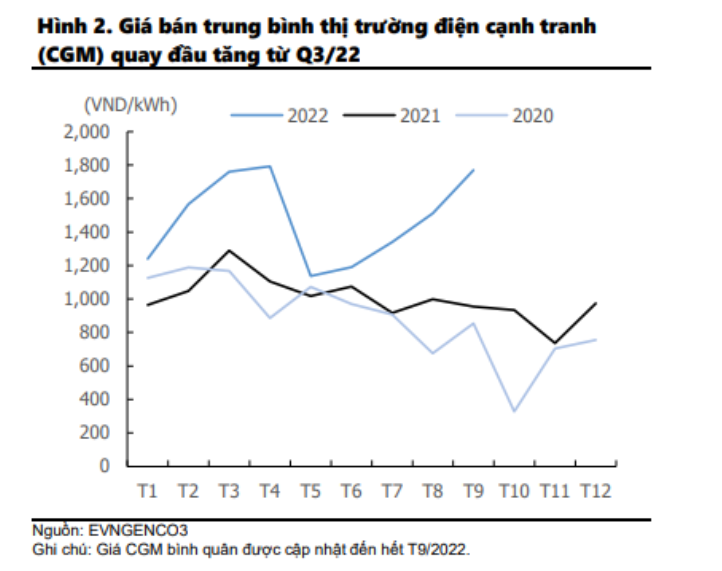 Hình 2. Giá bán trung bình thị trường điện cạnh tranh
(CGM) quay đầu tăng từ Q3/22
(VND/kWh)
2022 2021 2020
2,000
1,800
1,600
1,400
1,200
1,000
800
600
400
200
0
T1 T2 T3 T4 T5 T6 T7 T8 T9 T10 T11 T12
Nguồn: EVNGENCO3
Ghi chú: Giá CGM bình quân được cập nhật đến hết T9/2022.